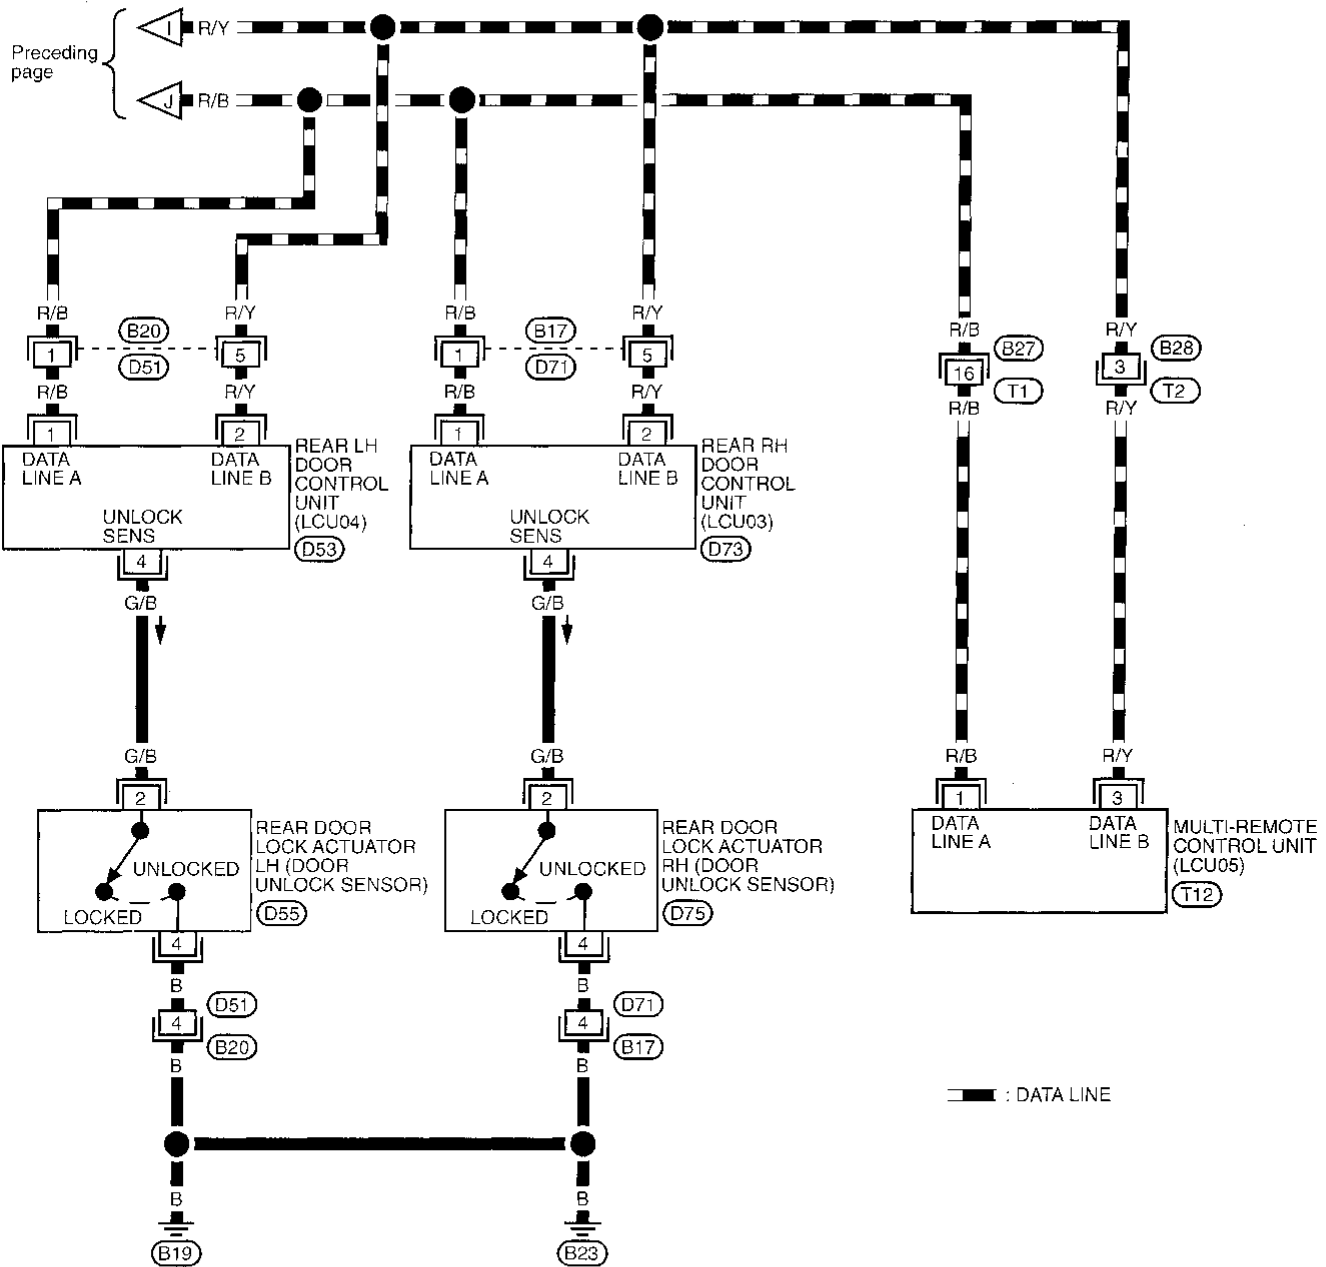 Preceding
page
I R/Y
J R/B
R/B R/Y R/B R/Y
B20 B17
1 5 1 5
D51 D71
R/B R/Y R/B R/Y
R/B B27 R/Y B28
16 T1 3 T2
R/B R/Y
1 2 1 2
DATA
LINE A
DATA
LINE B
UNLOCK
SENS
4
REAR LH
DOOR
CONTROL
UNIT
(LCU04)
D53
DATA
LINE A
DATA
LINE B
UNLOCK
SENS
4
REAR RH
DOOR
CONTROL
UNIT
(LCU03)
D73
G/B G/B
G/B G/B R/B R/Y
2 2 1 3
UNLOCKED
LOCKED
REAR DOOR
LOCK ACTUATOR
LH (DOOR
UNLOCK SENSOR)
D55
UNLOCKED
LOCKED
REAR DOOR
LOCK ACTUATOR
RH (DOOR
UNLOCK SENSOR)
D75
DATA
LINE A
DATA
LINE B
MULTI-REMOTE
CONTROL UNIT
(LCU05)
T12
4 4
B B
D51 D71
4 4
B20 B17
B B
: DATA LINE
B B
B19 B23